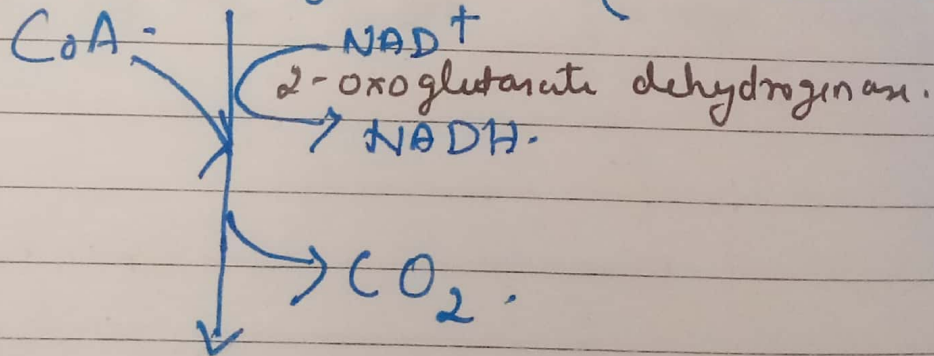 CoA:
NAD+
2-oxoglutarate dehydrogenase.
NADH.
CO2.